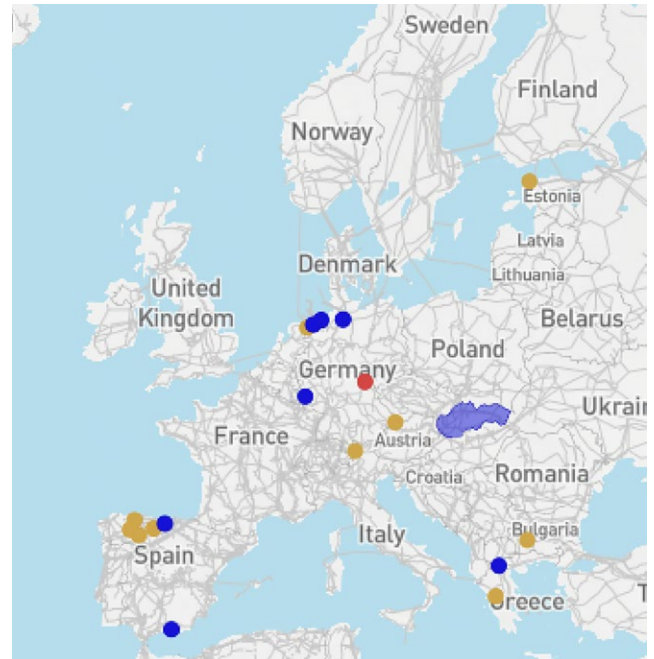 Sweden
Finland
Norway
Estonia
Latvia
Denmark
Lithuania
United
Kingdom
Belarus
Poland
Germany
Ukrain
France
Austria
Romania
Croatia
Bulgaria
Italy
Spain
Greece
T